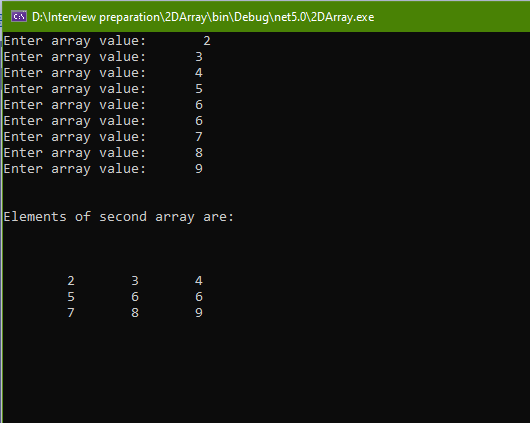 D:\Interview preparation\2DArray\bin\Debug\net5.0\2DArray.exe
Enter array value: 2
Enter array value: 3
Enter array value: 4
Enter array value: 5
Enter array value: 6
Enter array value: 6
Enter array value: 7
Enter array value: 8
Enter array value: 9
Elements of second array are:
2 3 4
5 6 6
7 8 9